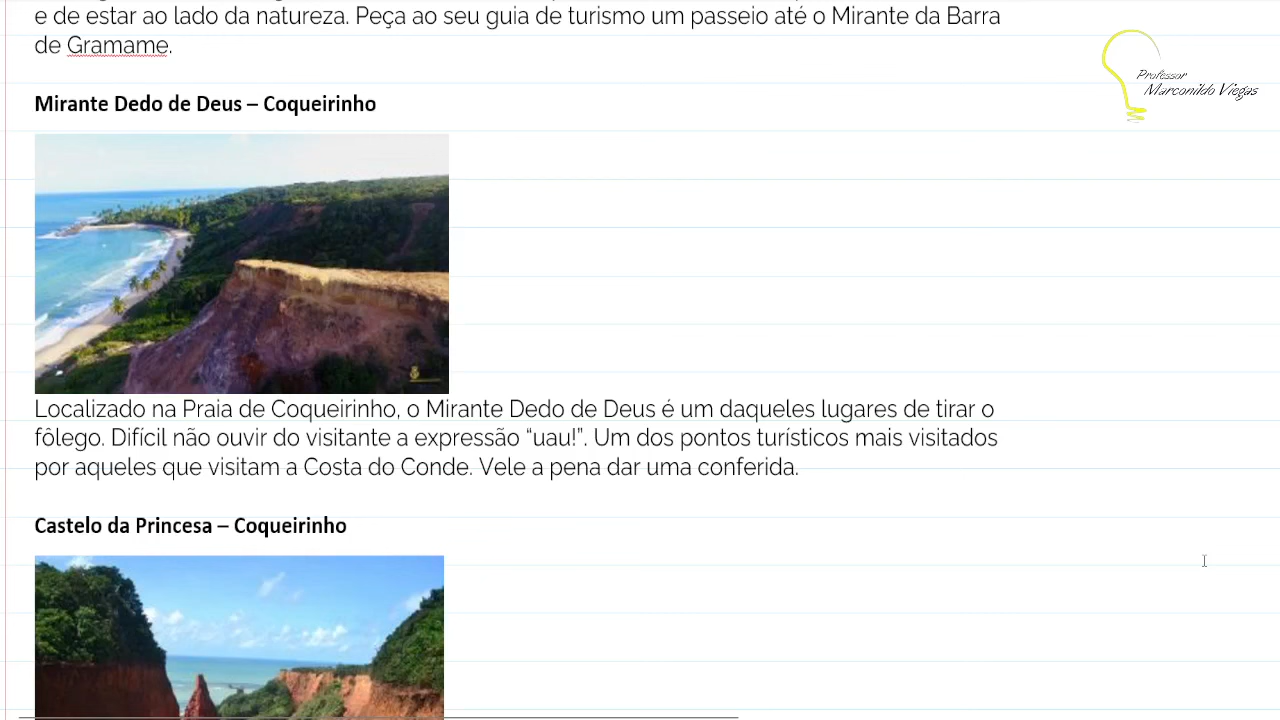 e de estar ao lado da natureza. Peça ao seu guia de turismo um passeio até o Mirante da Barra
de Gramame.
Professor
Marconildo Viegas
Mirante Dedo de Deus – Coqueirinho
Localizado na Praia de Coqueirinho, o Mirante Dedo de Deus é um daqueles lugares de tirar o
fôlego. Difícil não ouvir do visitante a expressão “uau!”. Um dos pontos turísticos mais visitados
por aqueles que visitam a Costa do Conde. Vele a pena dar uma conferida.
Castelo da Princesa – Coqueirinho